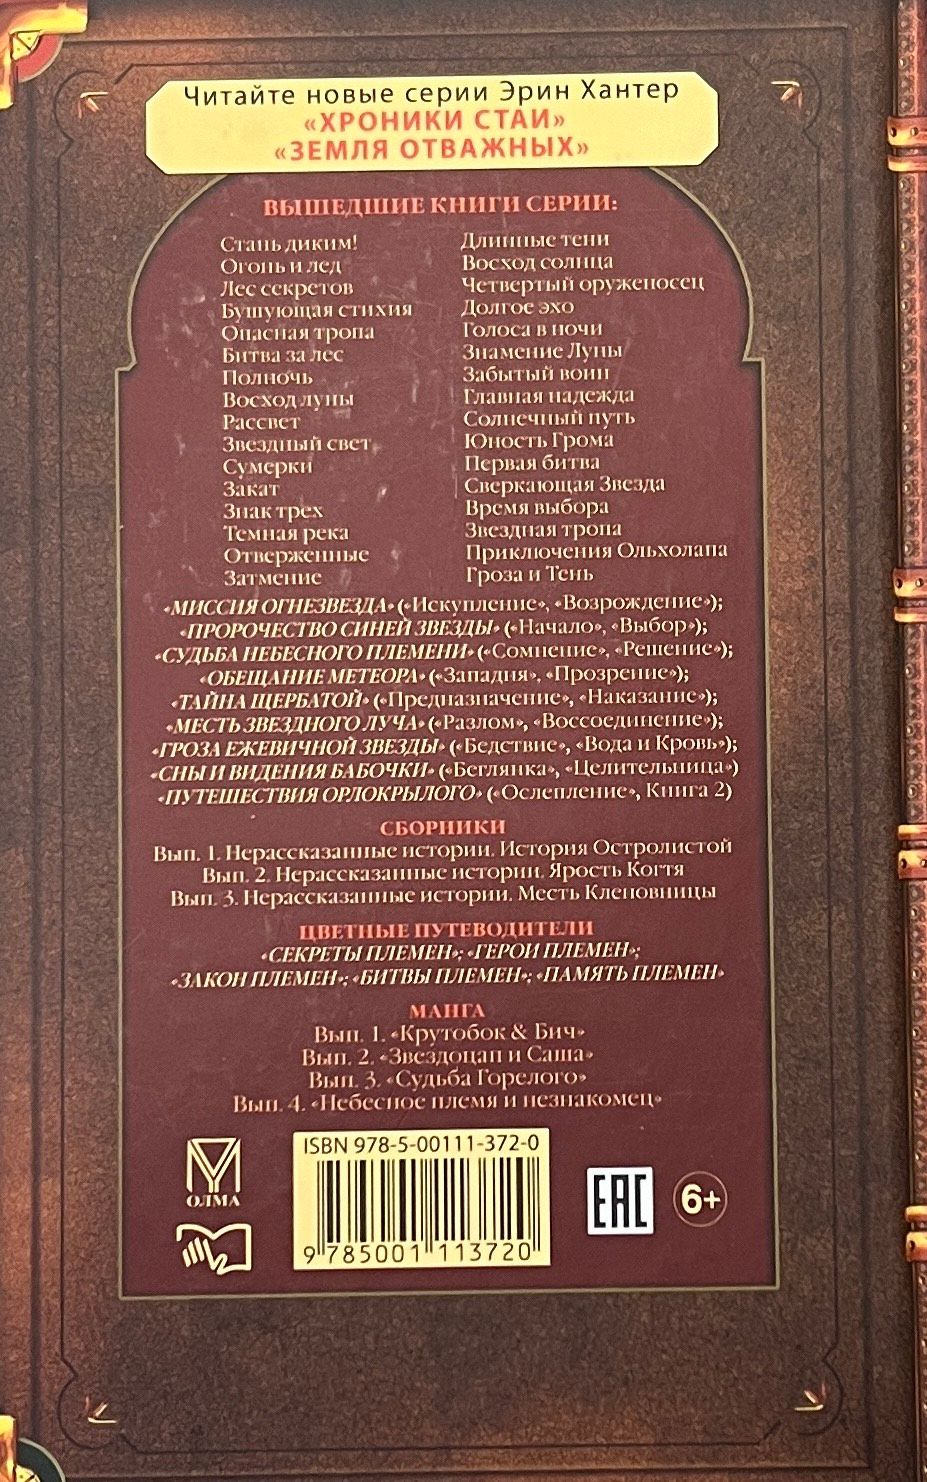 Читайте новые серии Эрин Хантер
«ХРОНИКИ СТАИ»
«ЗЕМЛЯ ОТВАЖНЫХ»
ВЫШЕДШИЕ КНИГИ СЕРИИ:
Стань диким!
Огонь и лед
Лес секретов
Бушующая стихия
Опасная тропа
Битва за лес
Полночь
Восход луны
Рассвет
Звездный свет
Сумерки
Закат
Знак трех
Темная река
Отверженные
Затмение
Длинные тени
Восход солнца
Четвертый оруженосец
Долгое эхо
Голоса в ночи
Знамение Луны
Забытый воин
Главная надежда
Солнечный путь
Юность Грома
Первая битва
Сверкающая Звезда
Время выбора
Звездная тропа
Приключения Ольхолапа
Гроза и Тень
«МИССИЯ ОГНЕЗВЕЗДА» («Искупление», «Возрождение»);
«ПРОРОЧЕСТВО СИНЕЙ ЗВЕЗДЫ» («Начало», «Выбор»);
«СУДЬБА НЕБЕСНОГО ПЛЕМЕНИ» («Сомнение», «Решение»);
«ОБЕЩАНИЕ МЕТЕОРА» («Западня», «Прозрение»);
«ТАЙНА ЩЕРБАТОЙ» («Предназначение», «Наказание»);
«МЕСТЬ ЗВЕЗДНОГО ЛУЧА» («Разлом», «Воссоединение»);
«ГРОЗА ЕЖЕВИЧНОЙ ЗВЕЗДЫ» («Бедствие», «Вода и Кровь»);
«СНЫ И ВИДЕНИЯ БАБОЧКИ» («Беглянка», «Целительница»)
«ПУТЕШЕСТВИЯ ОРЛОКРЫЛОГО» («Ослепление», Книга 2)
СБОРНИКИ
Вып. 1. Нерассказанные истории. История Остролистой
Вып. 2. Нерассказанные истории. Ярость Когтя
Вып. 3. Нерассказанные истории. Месть Кленовницы
ЦВЕТНЫЕ ПУТЕВОДИТЕЛИ
«СЕКРЕТЫ ПЛЕМЕН»; «ГЕРОИ ПЛЕМЕН»;
«ЗАКОН ПЛЕМЕН»; «БИТВЫ ПЛЕМЕН»; «ПАМЯТЬ ПЛЕМЕН»
МАНГА
Вып. 1. «Крутобок & Бич»
Вып. 2. «Звездоцап и Саша»
Вып. 3. «Судьба Горелого»
Вып. 4. «Небесное племя и незнакомец»
ОЛМА
ISBN 978-5-00111-372-0
9 785001 113720
EAC
6+